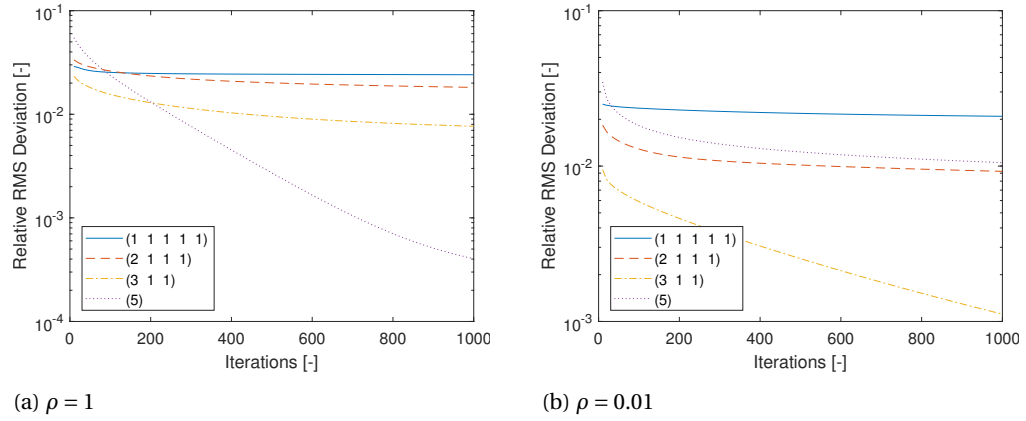 10^-1
10^-2
10^-3
10^-4
Relative RMS Deviation [-]
(1 1 1 1 1)
(2 1 1 1)
(3 1 1)
(5)
0 200 400 600 800 1000
Iterations [-]
(a) ρ = 1
10^-1
10^-2
10^-3
Relative RMS Deviation [-]
(1 1 1 1 1)
(2 1 1 1)
(3 1 1)
(5)
0 200 400 600 800 1000
Iterations [-]
(b) ρ = 0.01